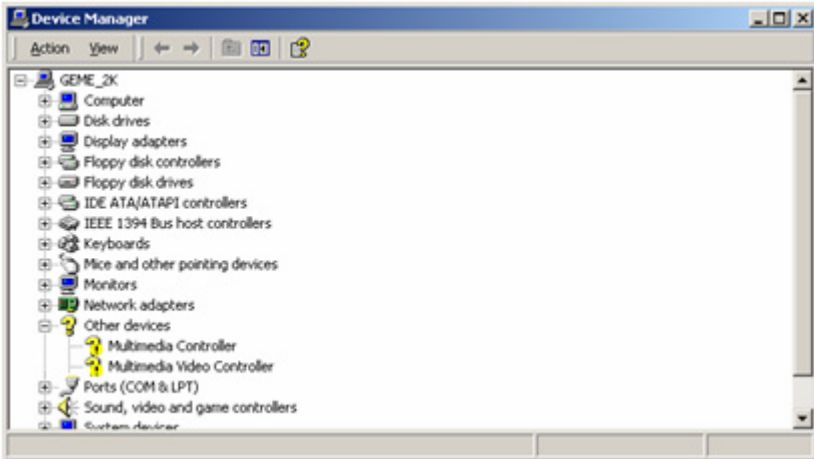 Device Manager
Action View
GEME_2K
Computer
Disk drives
Display adapters
Floppy disk controllers
Floppy disk drives
IDE ATA/ATAPI controllers
IEEE 1394 Bus host controllers
Keyboards
Mice and other pointing devices
Monitors
Network adapters
Other devices
Multimedia Controller
Multimedia Video Controller
Ports (COM & LPT)
Sound, video and game controllers
System devices